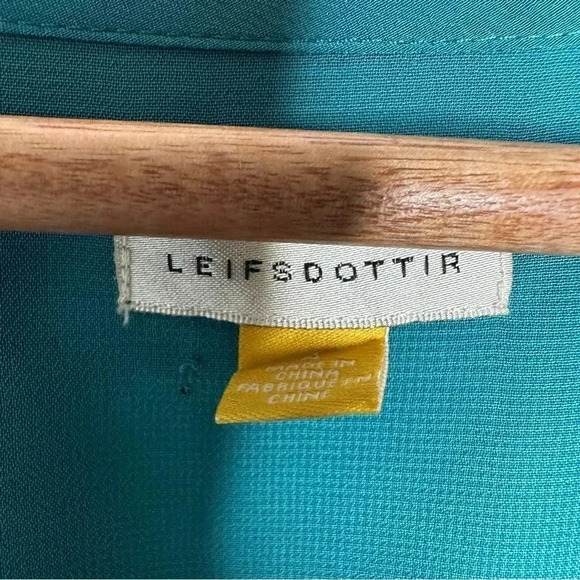 LEIFSDOTTIR
MADE IN
CHINA
FABRIQUE EN
CHINE